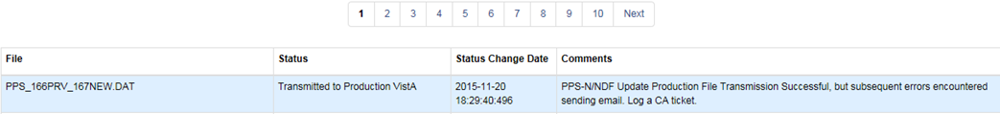 1 2 3 4 5 6 7 8 9 10 Next
File Status Status Change Date Comments
PPS_166PRV_167NEW.DAT Transmitted to Production VistA 2015-11-20 PPS-N/NDF Update Production File Transmission Successful, but subsequent errors encountered
18:29:40:496 sending email. Log a CA ticket.